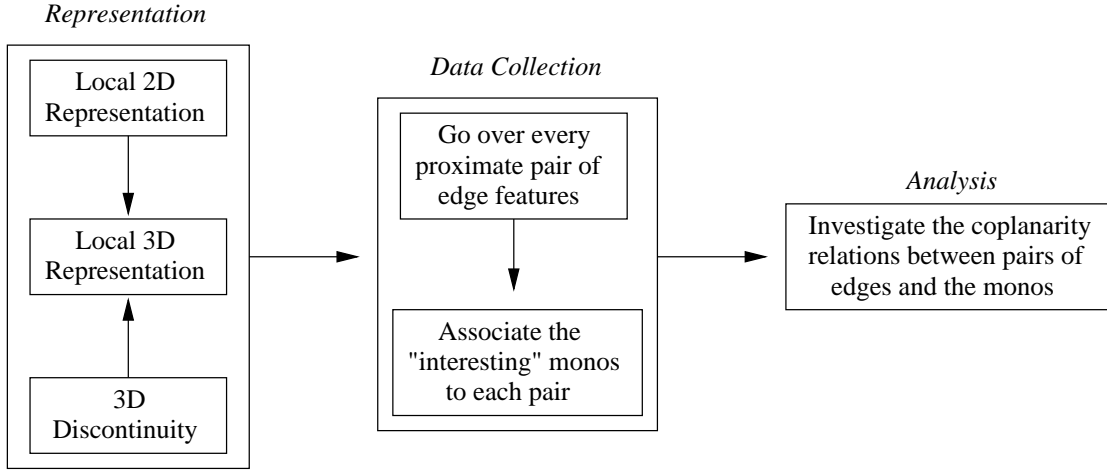 Representation
Local 2D
Representation
Local 3D
Representation
3D
Discontinuity
Data Collection
Go over every
proximate pair of
edge features
Associate the
"interesting" monos
to each pair
Analysis
Investigate the coplanarity
relations between pairs of
edges and the monos